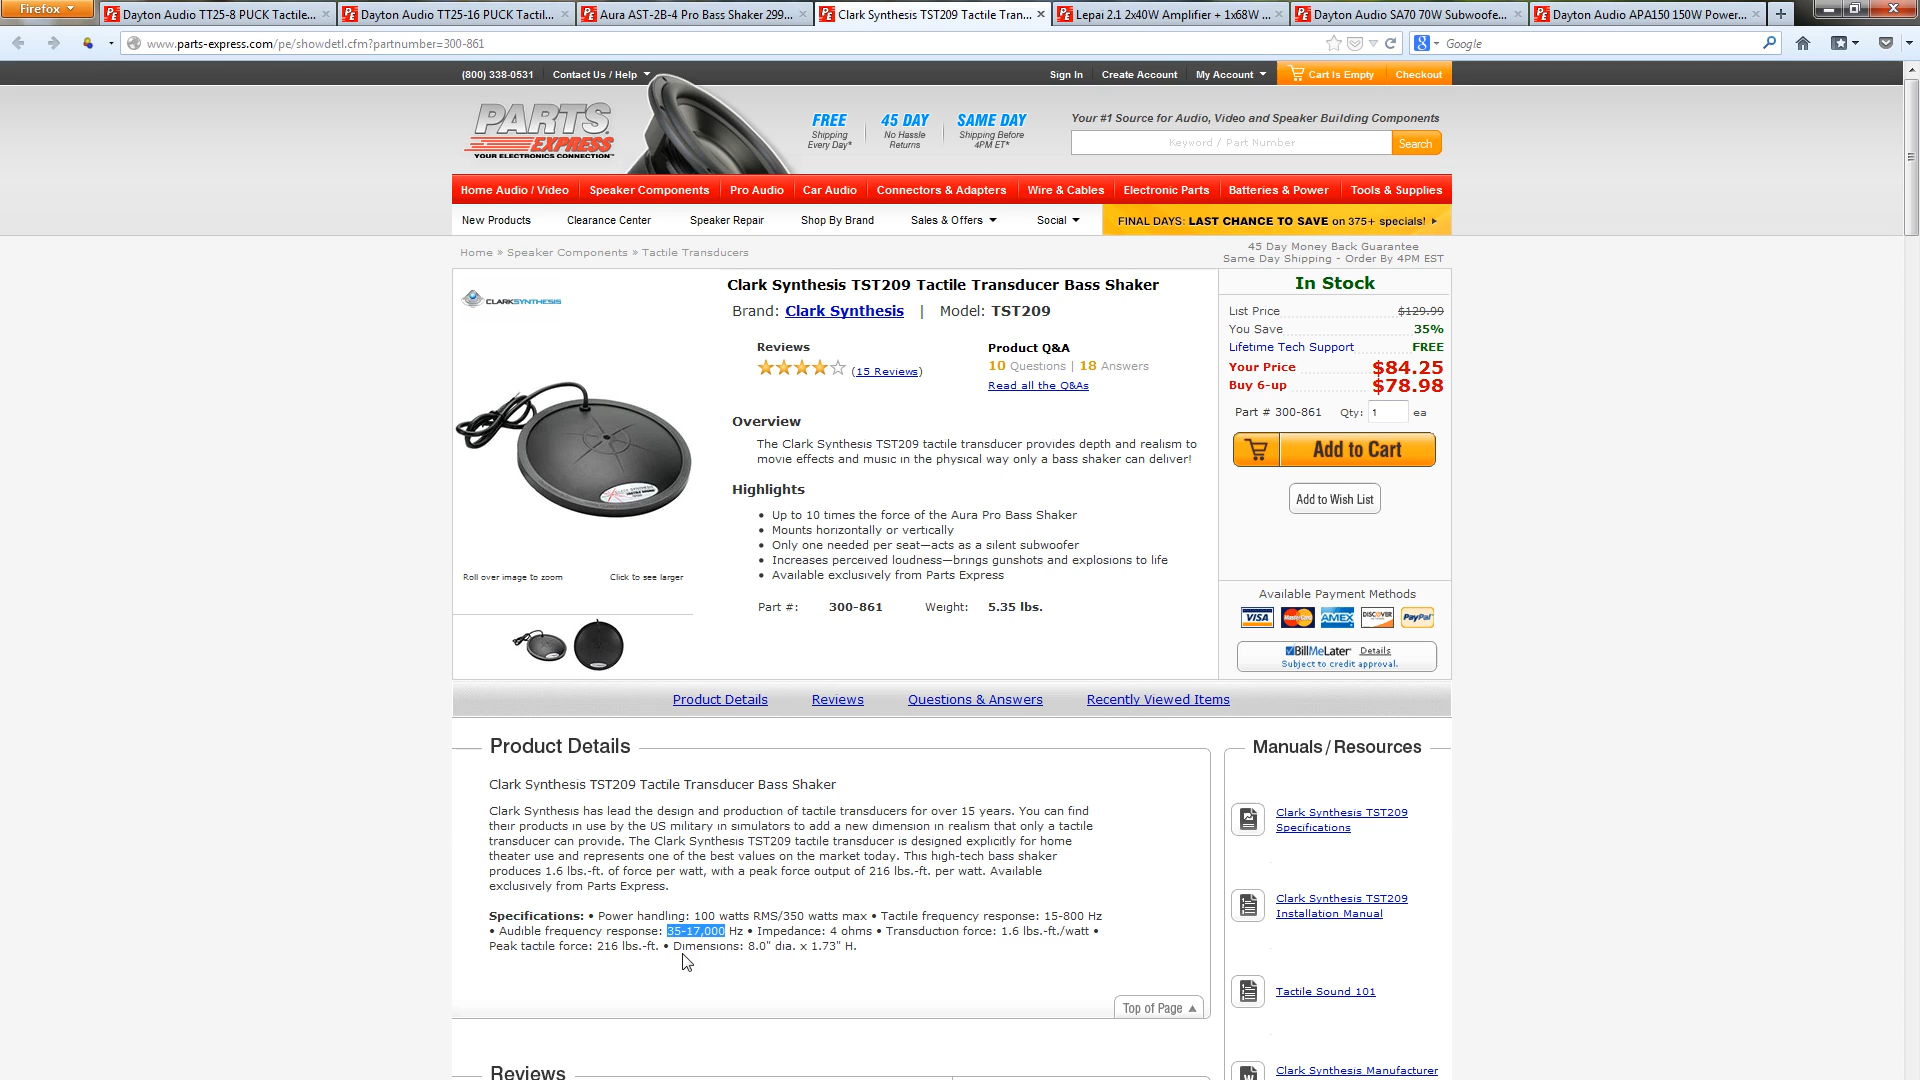 Firefox
Dayton Audio TT25-8 PUCK Tactile...
Dayton Audio TT25-16 PUCK Tactil...
Aura AST-2B-4 Pro Bass Shaker 299...
Clark Synthesis TST209 Tactile Tran...
Lepai 2.1 2x40W Amplifier + 1x68W ...
Dayton Audio SA70 70W Subwoofe...
Dayton Audio APA150 150W Power...
www.parts-express.com/pe/showdetl.cfm?partnumber=300-861
Google
(800) 338-0531
Contact Us / Help
Sign In
Create Account
My Account
Cart Is Empty
Checkout
PARTS
EXPRESS
YOUR ELECTRONICS CONNECTION
FREE
Shipping
Every Day*
45 DAY
No Hassle
Returns
SAME DAY
Shipping Before
4PM ET*
Your #1 Source for Audio, Video and Speaker Building Components
Keyword / Part Number
Search
Home Audio / Video
Speaker Components
Pro Audio
Car Audio
Connectors & Adapters
Wire & Cables
Electronic Parts
Batteries & Power
Tools & Supplies
New Products
Clearance Center
Speaker Repair
Shop By Brand
Sales & Offers
Social
FINAL DAYS: LAST CHANCE TO SAVE on 375+ specials!
Home » Speaker Components » Tactile Transducers
45 Day Money Back Guarantee
Same Day Shipping - Order By 4PM EST
CLARKSYNTHESIS
Clark Synthesis TST209 Tactile Transducer Bass Shaker
Brand: Clark Synthesis | Model: TST209
Reviews
(15 Reviews)
Product Q&A
10 Questions | 18 Answers
Read all the Q&As
Overview
The Clark Synthesis TST209 tactile transducer provides depth and realism to
movie effects and music in the physical way only a bass shaker can deliver!
Highlights
• Up to 10 times the force of the Aura Pro Bass Shaker
• Mounts horizontally or vertically
• Only one needed per seat—acts as a silent subwoofer
• Increases perceived loudness—brings gunshots and explosions to life
• Available exclusively from Parts Express
Part #: 300-861 Weight: 5.35 lbs.
Roll over image to zoom
Click to see larger
In Stock
List Price $129.99
You Save 35%
Lifetime Tech Support FREE
Your Price $84.25
Buy 6-up $78.98
Part # 300-861 Qty: 1 ea
Add to Cart
Add to Wish List
Available Payment Methods
VISA
MasterCard
AMEX
DISCOVER
PayPal
BillMeLater Details
Subject to credit approval.
Product Details
Reviews
Questions & Answers
Recently Viewed Items
Product Details
Clark Synthesis TST209 Tactile Transducer Bass Shaker
Clark Synthesis has lead the design and production of tactile transducers for over 15 years. You can find
their products in use by the US military in simulators to add a new dimension in realism that only a tactile
transducer can provide. The Clark Synthesis TST209 tactile transducer is designed explicitly for home
theater use and represents one of the best values on the market today. This high-tech bass shaker
produces 1.6 lbs.-ft. of force per watt, with a peak force output of 216 lbs.-ft. per watt. Available
exclusively from Parts Express.
Specifications: • Power handling: 100 watts RMS/350 watts max • Tactile frequency response: 15-800 Hz
• Audible frequency response: 35-17,000 Hz • Impedance: 4 ohms • Transduction force: 1.6 lbs.-ft./watt •
Peak tactile force: 216 lbs.-ft. • Dimensions: 8.0" dia. x 1.73" H.
Top of Page
Manuals/Resources
Clark Synthesis TST209
Specifications
Clark Synthesis TST209
Installation Manual
Tactile Sound 101
Clark Synthesis Manufacturer
Reviews